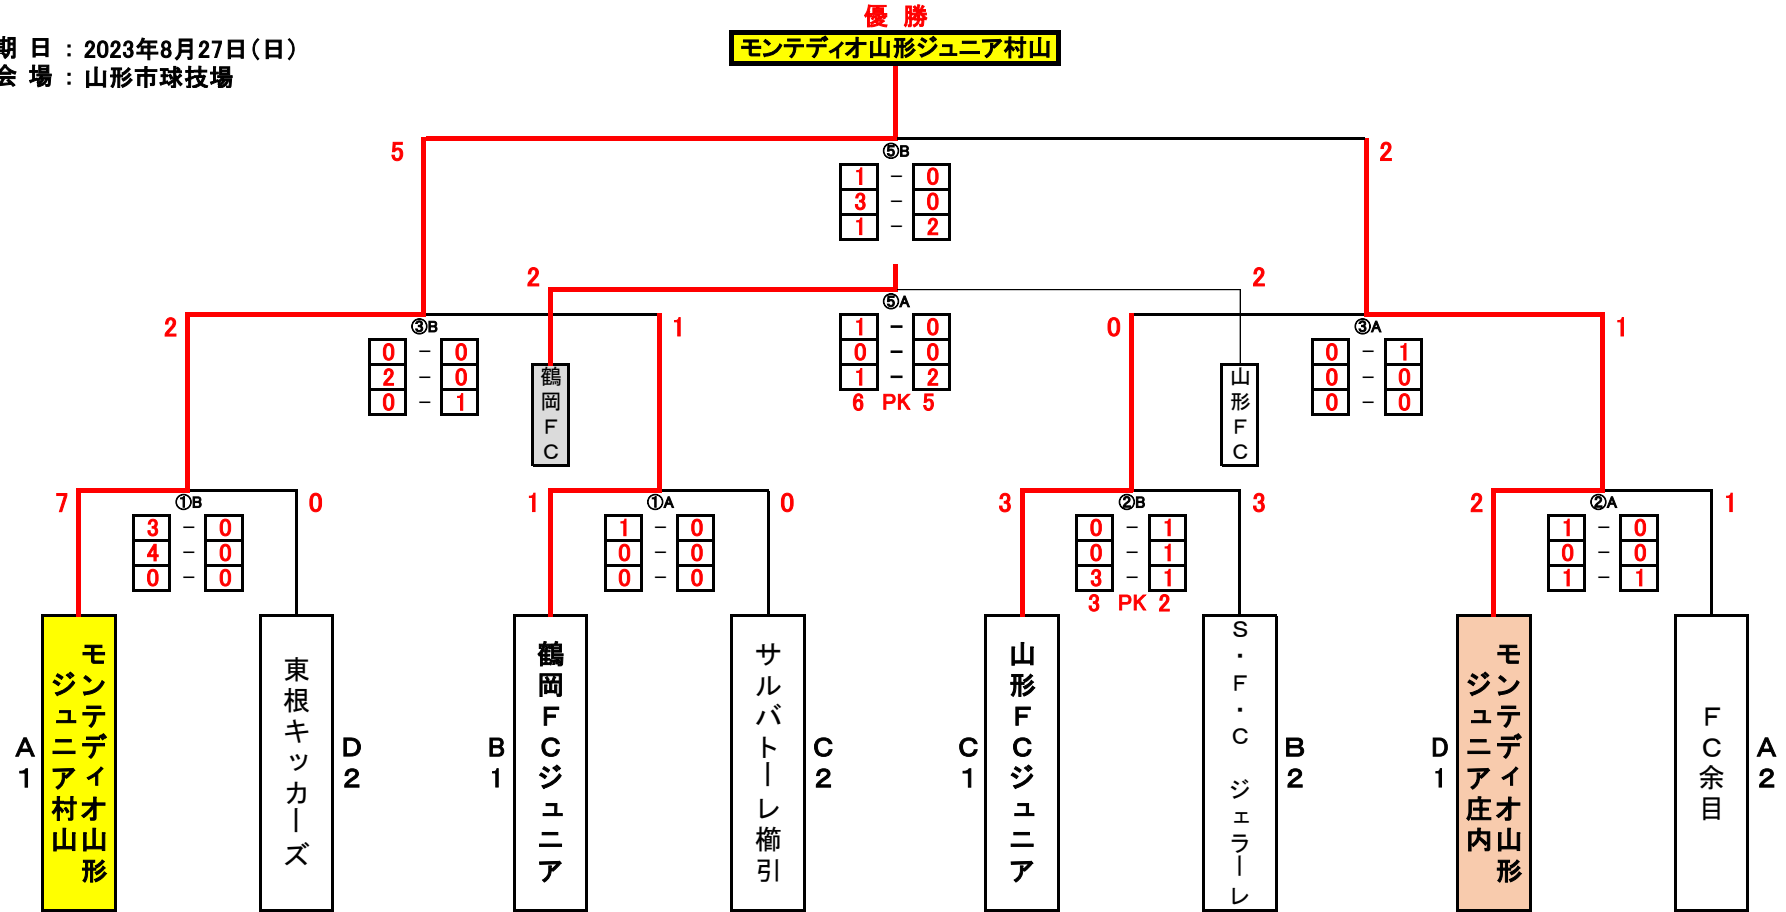 優 勝
期 日 : 2023年8月27日(日)
モンテディオ山形ジュニア村山
会 場 : 山形市球技場
5
2
⑤B
1 - 0
3 - 0
1 - 2
2
2
⑤A
1 - 0
0 - 0
1 - 2
6 PK 5
鶴岡FC
山形FC
2
1
③B
0 - 0
2 - 0
0 - 1
0
1
③A
0 - 1
0 - 0
0 - 0
7
0
①B
3 - 0
4 - 0
0 - 0
1
0
①A
1 - 0
0 - 0
0 - 0
3
3
②B
0 - 1
0 - 1
3 - 1
3 PK 2
2
1
②A
1 - 0
0 - 0
1 - 1
A1
モンテディオ山形
ジュニア村山
東根キッカーズ
D2
B1
鶴岡FCジュニア
サルバトーレ櫛引
C2
C1
山形FCジュニア
S・F・C ジェラーレ
B2
D1
モンテディオ山形
ジュニア庄内
FC余目
A2